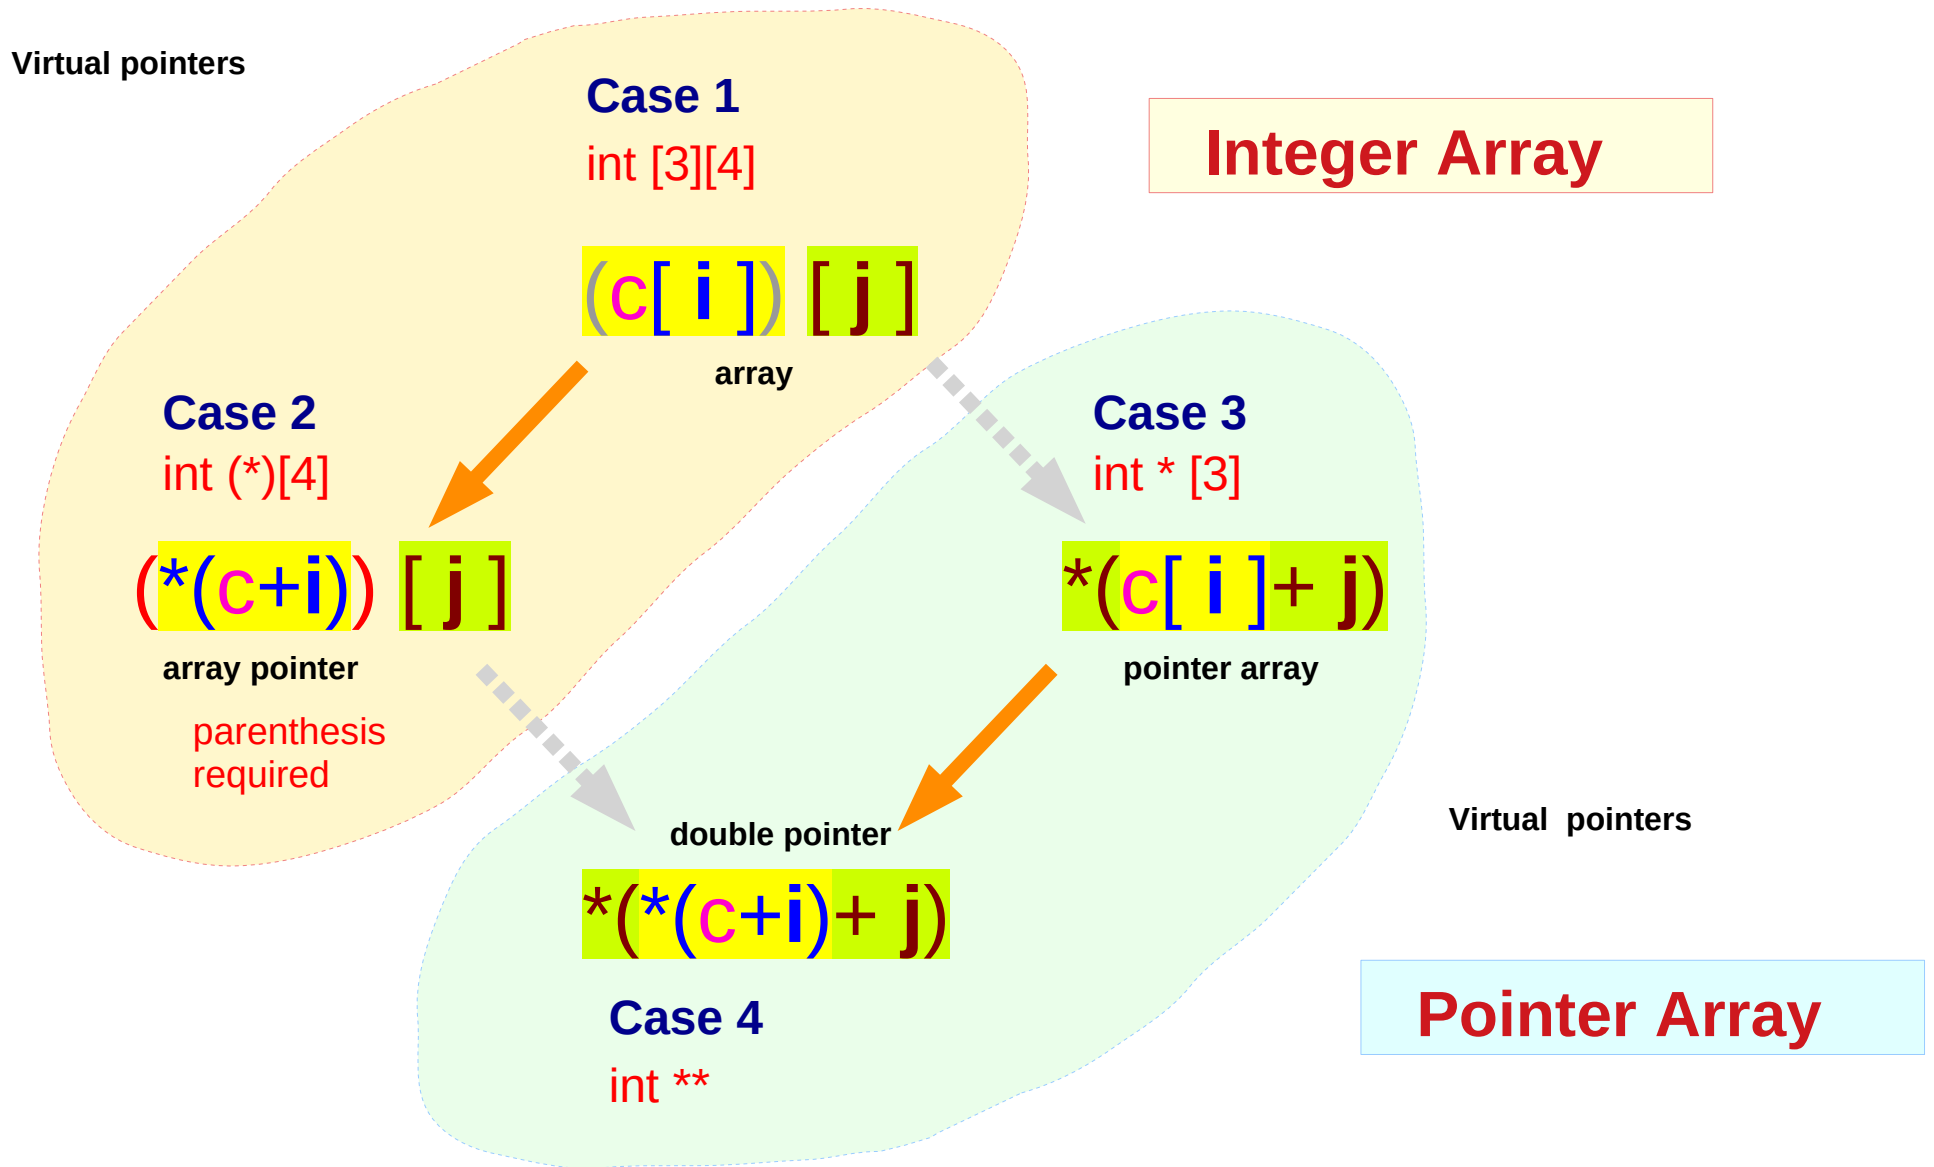 Virtual pointers
Case 1
int [3][4]
Integer Array
(c[ i ]) [ j ]
array
Case 2
int (*)[4]
(*(c+i)) [ j ]
array pointer
parenthesis
required
Case 3
int * [3]
*(c[ i ]+ j)
pointer array
Virtual  pointers
double pointer
*(*(c+i)+ j)
Case 4
int **
Pointer Array